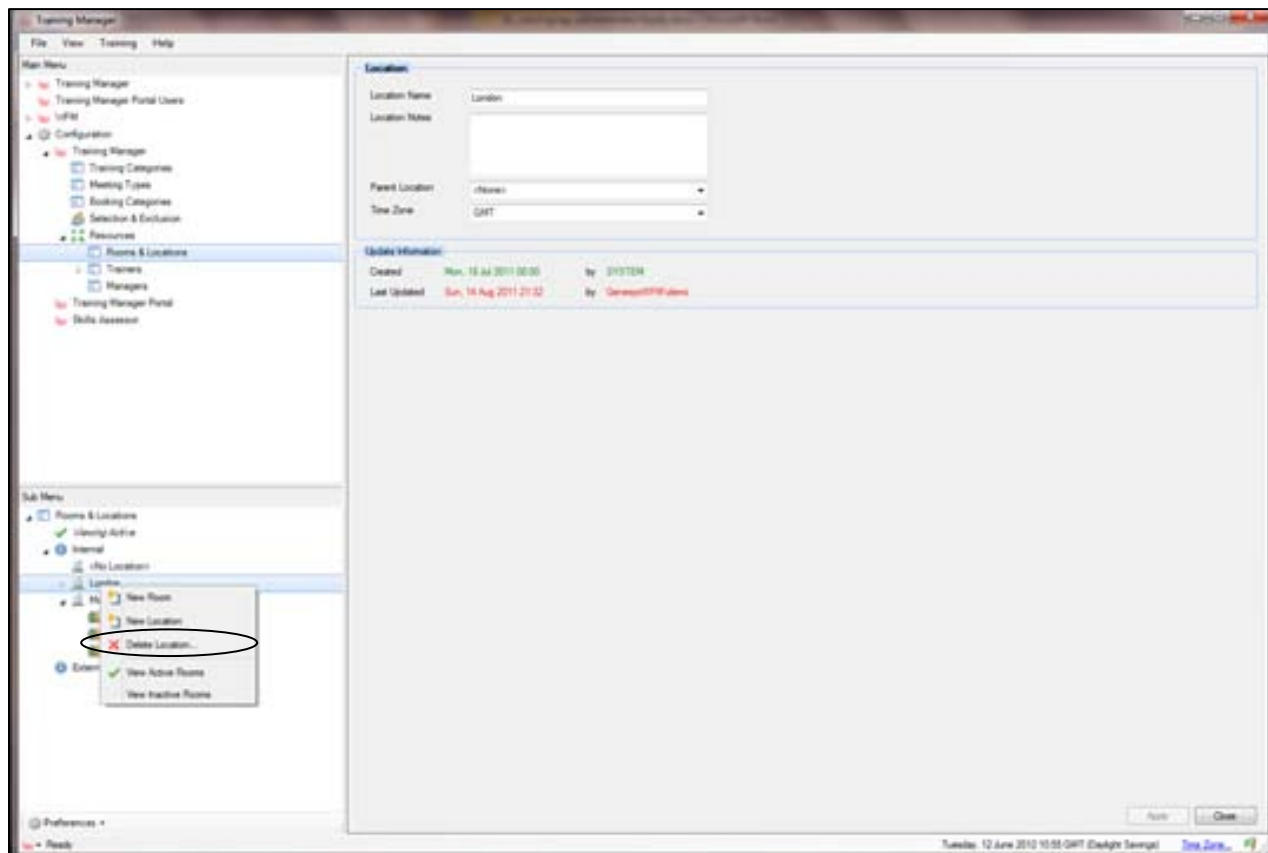 Training Manager
File View Training Help
Main Menu
Training Manager
Training Manager Portal Users
WFM
Configuration
Training Manager
Training Categories
Meeting Types
Booking Categories
Selection & Exclusion
Resources
Rooms & Locations
Trainers
Managers
Training Manager Portal
Skills Assessor
Sub Menu
Rooms & Locations
Viewing Active
Internal
<No Location>
London
New Room
New Location
Delete Location...
View Active Rooms
View Inactive Rooms
Preferences
Ready
Location
Location Name London
Location Notes
Parent Location <None>
Time Zone GMT
Update Information
Created Mon, 18 Jul 2011 00:00 by SYSTEM
Last Updated Sun, 14 Aug 2011 21:32 by
Apply Close
Tuesday, 12 June 2012 10:55 GMT (Daylight Savings) Time Zone...